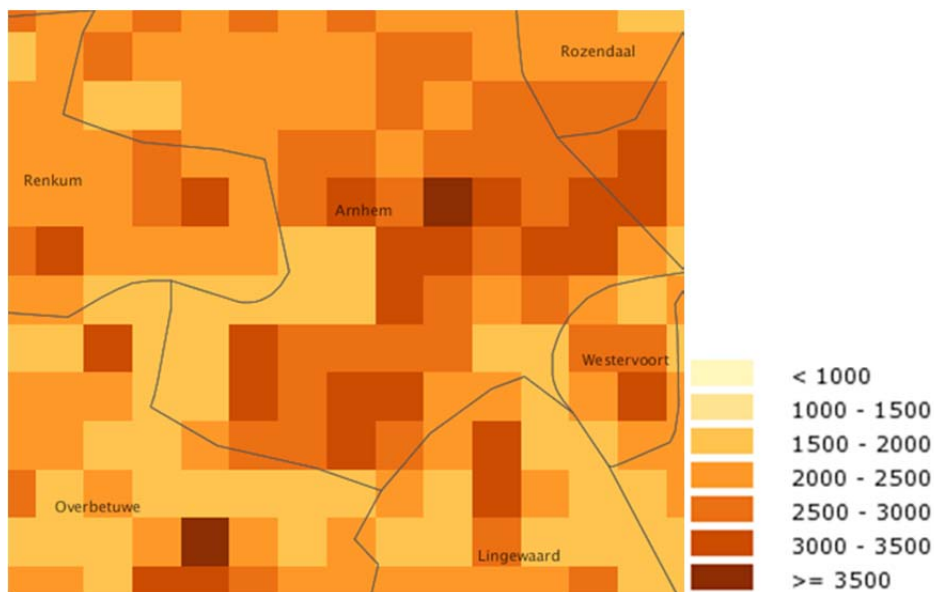 Rozendaal
Renkum
Arnhem
Westervoort
Overbetuwe
Lingewaard
< 1000
1000 - 1500
1500 - 2000
2000 - 2500
2500 - 3000
3000 - 3500
>= 3500